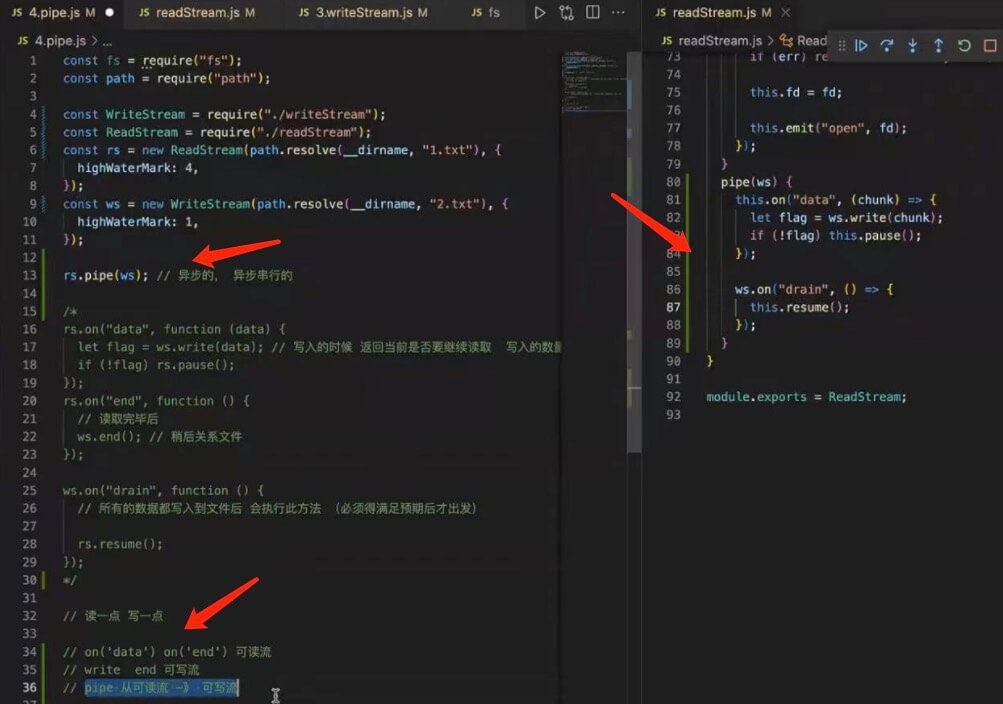 JS 4.pipe.js M ●
JS readStream.js M
JS 3.writeStream.js M
JS fs
JS 4.pipe.js > ...
1 const fs = require("fs");
2 const path = require("path");
3
4 const WriteStream = require("./writeStream");
5 const ReadStream = require("./readStream");
6 const rs = new ReadStream(path.resolve(__dirname, "1.txt"), {
7 highWaterMark: 4,
8 });
9 const ws = new WriteStream(path.resolve(__dirname, "2.txt"), {
10 highWaterMark: 1,
11 });
12
13 rs.pipe(ws); // 异步的, 异步串行的
14
15 /*
16 rs.on("data", function (data) {
17 let flag = ws.write(data); // 写入的时候 返回当前是否要继续读取 写入的数据
18 if (!flag) rs.pause();
19 });
20 rs.on("end", function () {
21 // 读取完毕后
22 ws.end(); // 稍后关系文件
23 });
24
25 ws.on("drain", function () {
26 // 所有的数据都写入到文件后 会执行此方法 (必须得满足预期后才出发)
27
28 rs.resume();
29 });
30 */
31
32 // 读一点 写一点
33
34 // on('data') on('end') 可读流
35 // write end 可写流
36 // pipe 从可读流 -》 可写流
JS readStream.js M ×
JS readStream.js > Read
73 if (err) re
74
75 this.fd = fd;
76
77 this.emit("open", fd);
78 });
79 }
80 pipe(ws) {
81 this.on("data", (chunk) => {
82 let flag = ws.write(chunk);
if (!flag) this.pause();
84 });
85
86 ws.on("drain", () => {
87 this.resume();
88 });
89 }
90 }
91
92 module.exports = ReadStream;
93